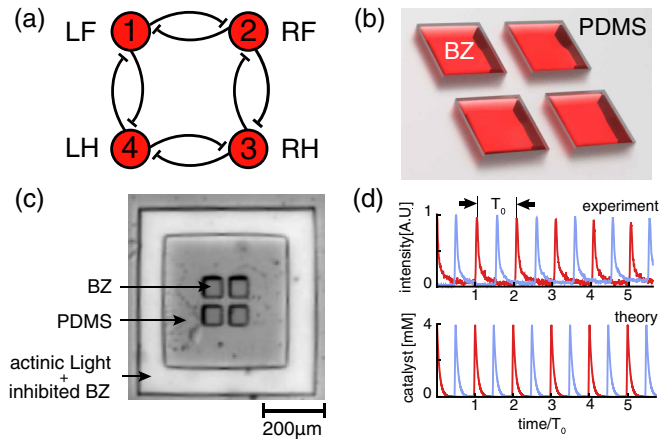 (a)
LF 1 2 RF
LH 4 3 RH
(b)
PDMS
BZ
(c)
BZ
PDMS
actinic Light
+
inhibited BZ
200μm
(d)
T₀
experiment
intensity[A.U]
1
0
1 2 3 4 5
theory
catalyst [mM]
4
2
0
1 2 3 4 5
time/T₀